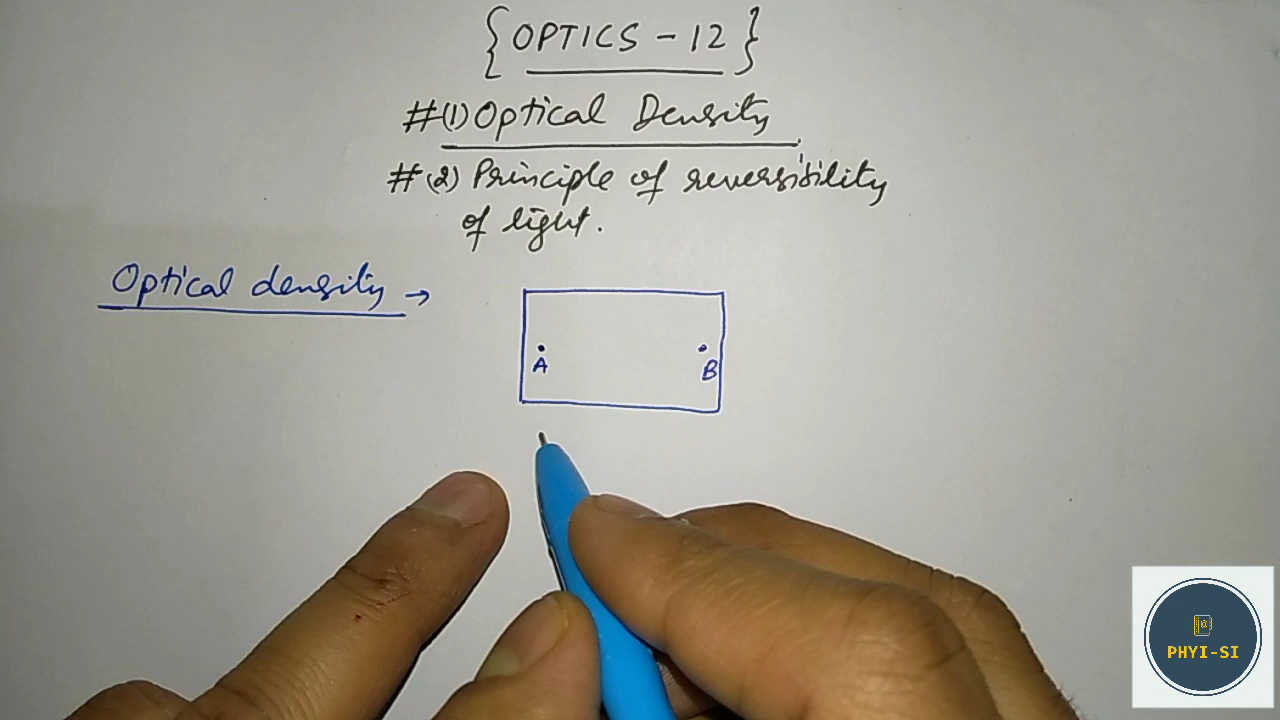 {OPTICS - 12}
#(1) Optical Density
#(2) Principle of reversibility
of light.
Optical density →
A
B
PHYI-SI